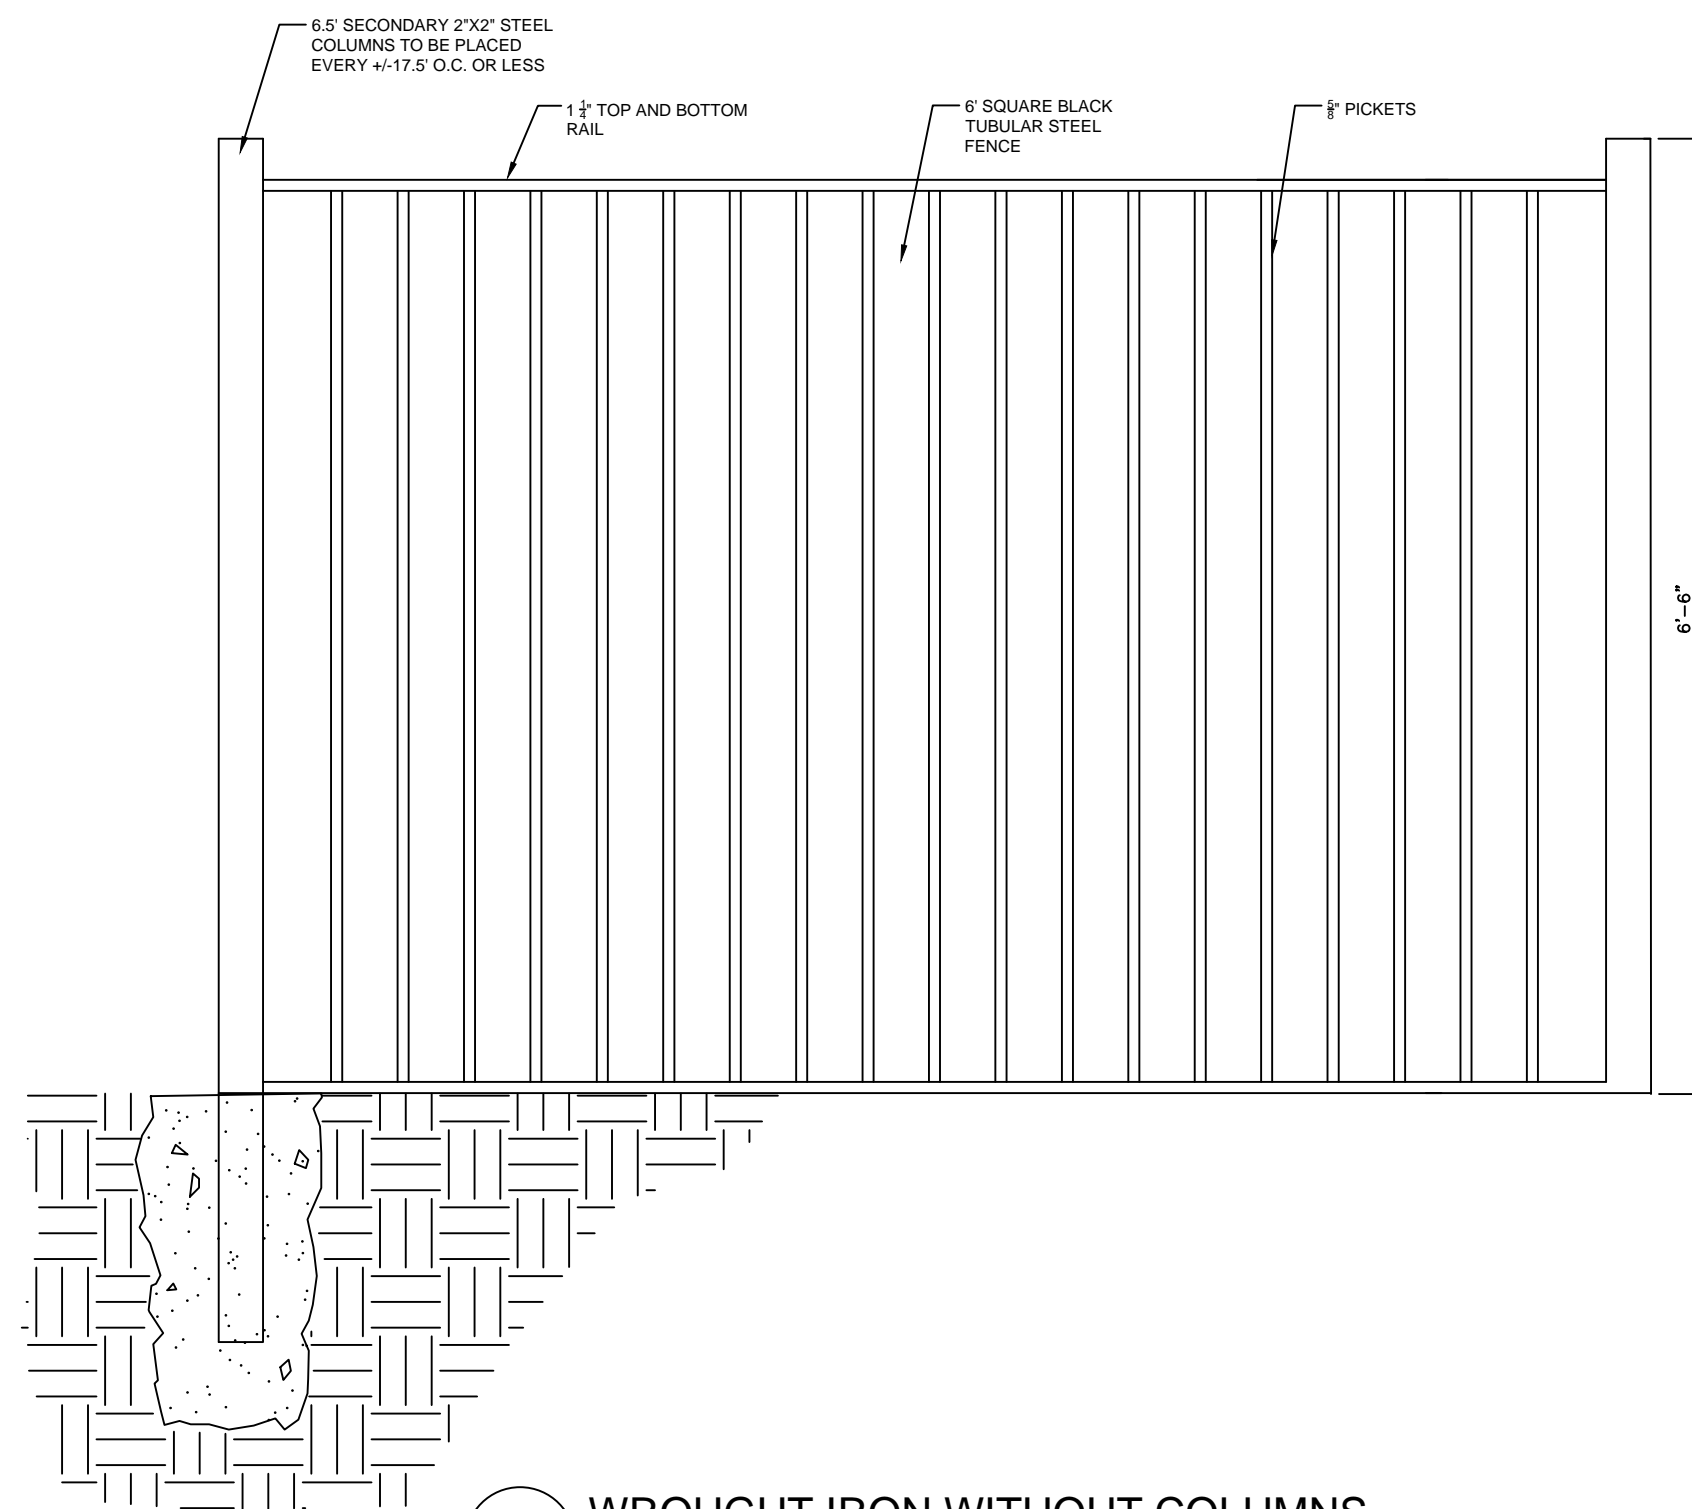 6.5' SECONDARY 2"X2" STEEL
COLUMNS TO BE PLACED
EVERY +/-17.5' O.C. OR LESS
1 1/4" TOP AND BOTTOM
RAIL
6' SQUARE BLACK
TUBULAR STEEL
FENCE
5/8" PICKETS
6'-6"
WROUGHT IRON WITHOUT COLUMNS